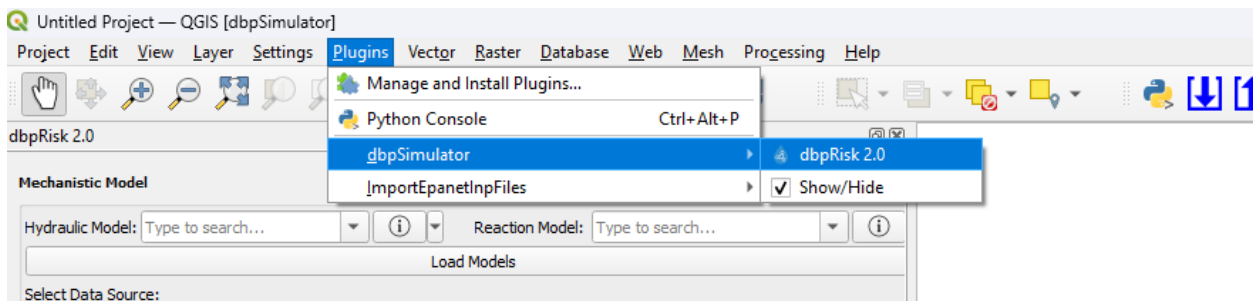 Untitled Project — QGIS [dbpSimulator]
Project Edit View Layer Settings Plugins Vector Raster Database Web Mesh Processing Help
Manage and Install Plugins...
Python Console Ctrl+Alt+P
dbpRisk 2.0
dbpSimulator dbpRisk 2.0
Mechanistic Model
ImportEpanetInpFiles Show/Hide
Hydraulic Model: Type to search... Reaction Model: Type to search...
Load Models
Select Data Source: